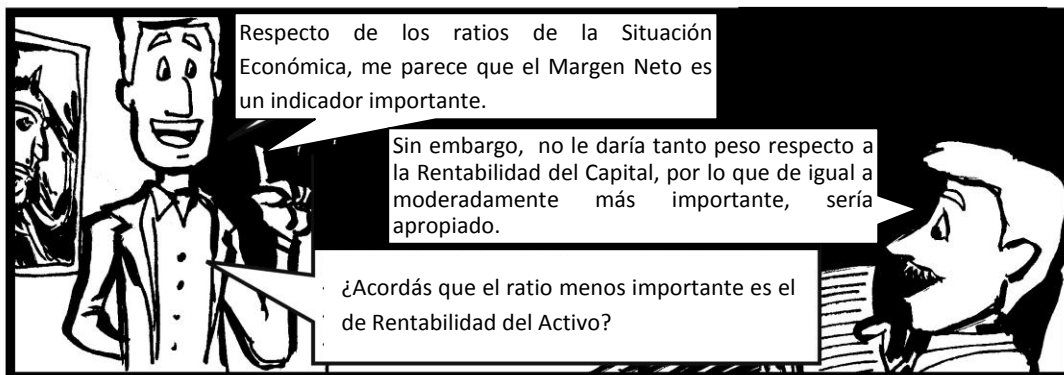 Respecto de los ratios de la Situación
Económica, me parece que el Margen Neto es
un indicador importante.
Sin embargo, no le daría tanto peso respecto a
la Rentabilidad del Capital, por lo que de igual a
moderadamente más importante, sería
apropiado.
¿Acordás que el ratio menos importante es el
de Rentabilidad del Activo?